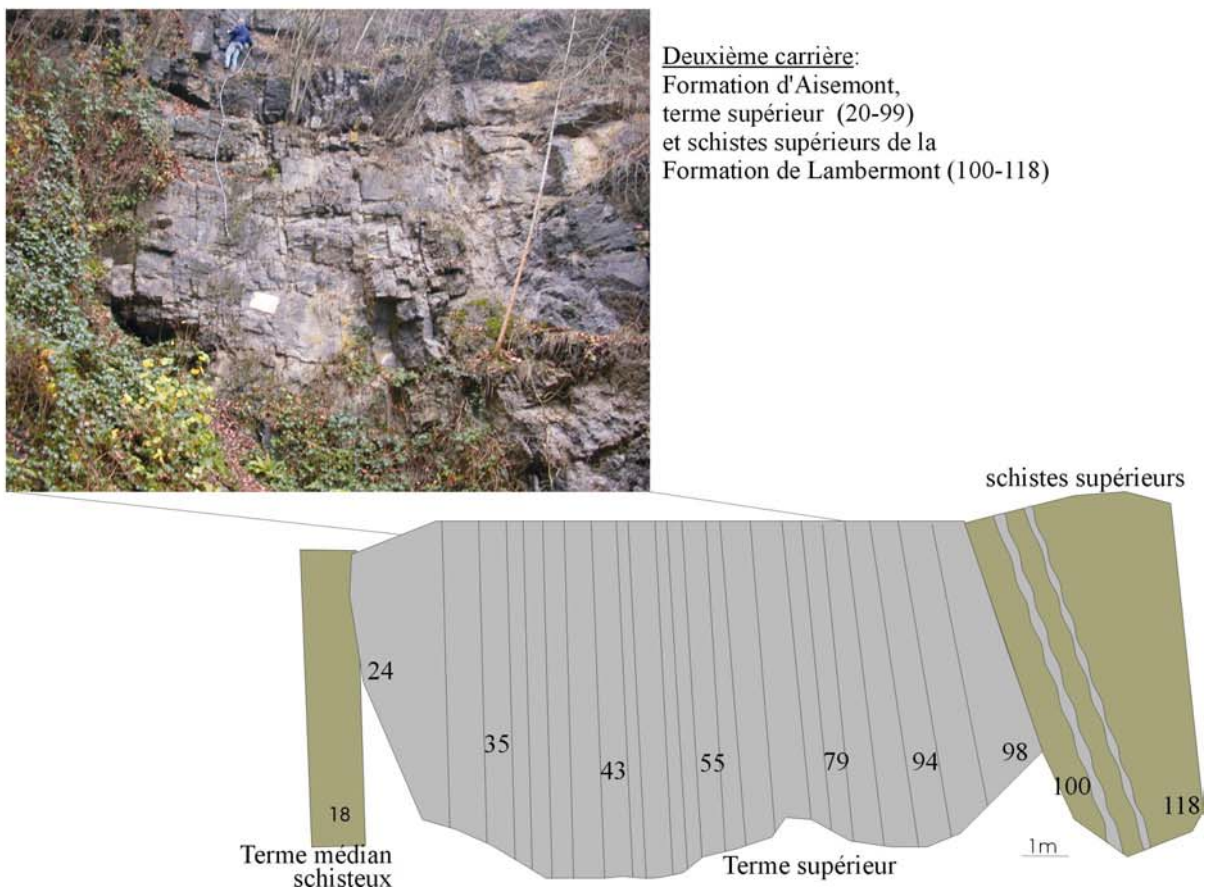 Deuxième carrière:
Formation d'Aisemont,
terme supérieur (20-99)
et schistes supérieurs de la
Formation de Lambermont (100-118)
schistes supérieurs
24
35
43
55
79
94
98
100
118
18
1m
Terme médian
schisteux
Terme supérieur